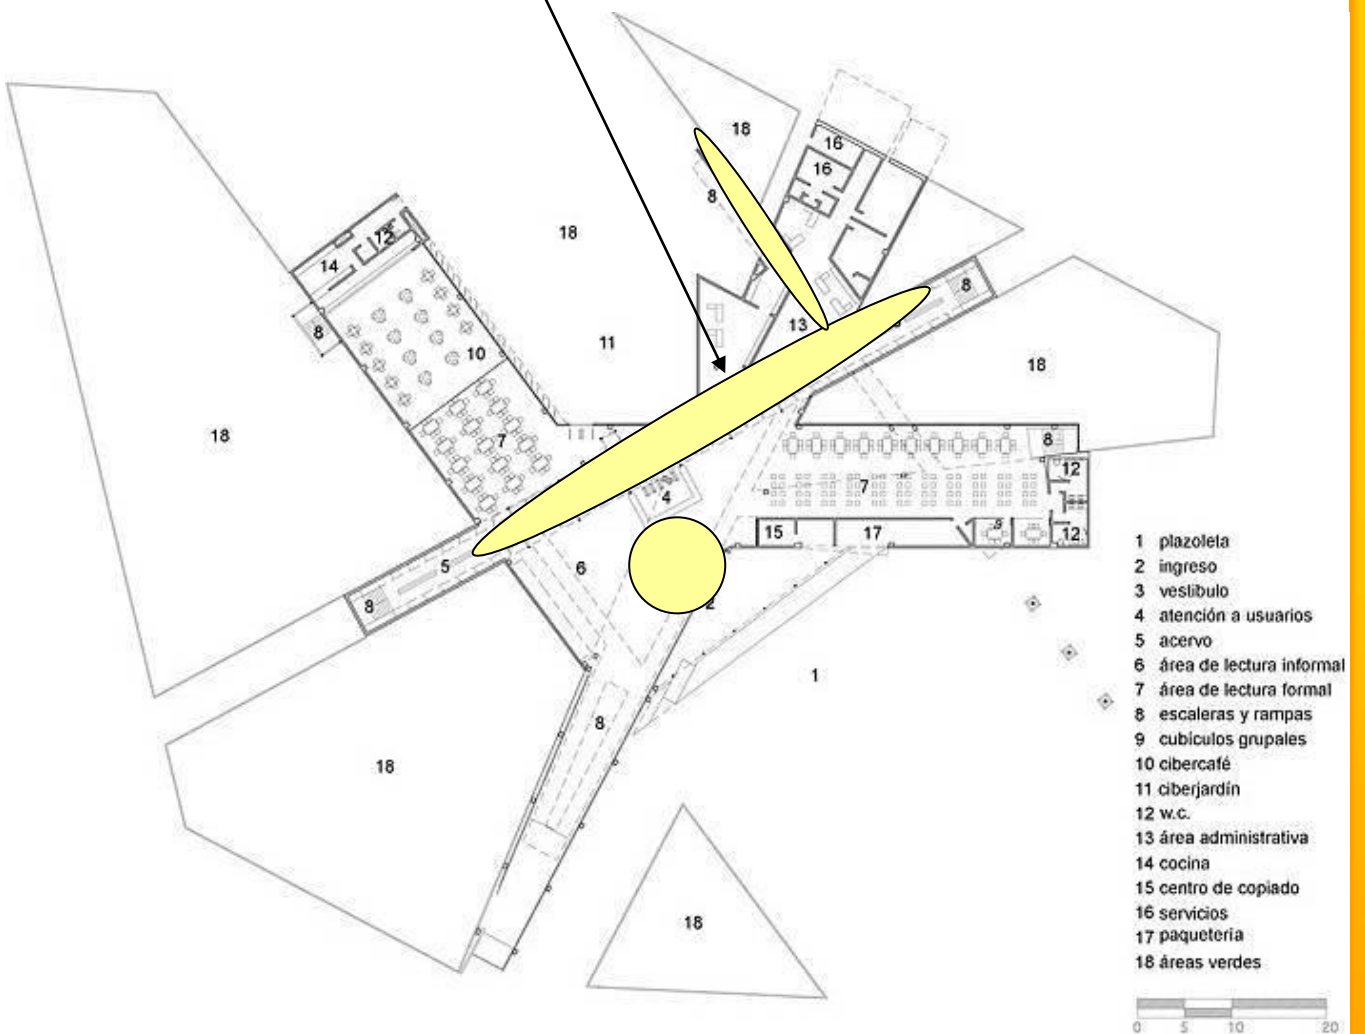 18
16
16
8
18
12
14
8
8
13
11
10
18
18
7
8
12
4
7
15
17
9
12
5
6
8
2
1
8
18
18
1 plazoleta
2 ingreso
3 vestibulo
4 atención a usuarios
5 acervo
6 área de lectura informal
7 área de lectura formal
8 escaleras y rampas
9 cubiculos grupales
10 cibercafé
11 ciberjardín
12 w.c.
13 área administrativa
14 cocina
15 centro de copiado
16 servicios
17 paqueteria
18 áreas verdes
0 5 10 20